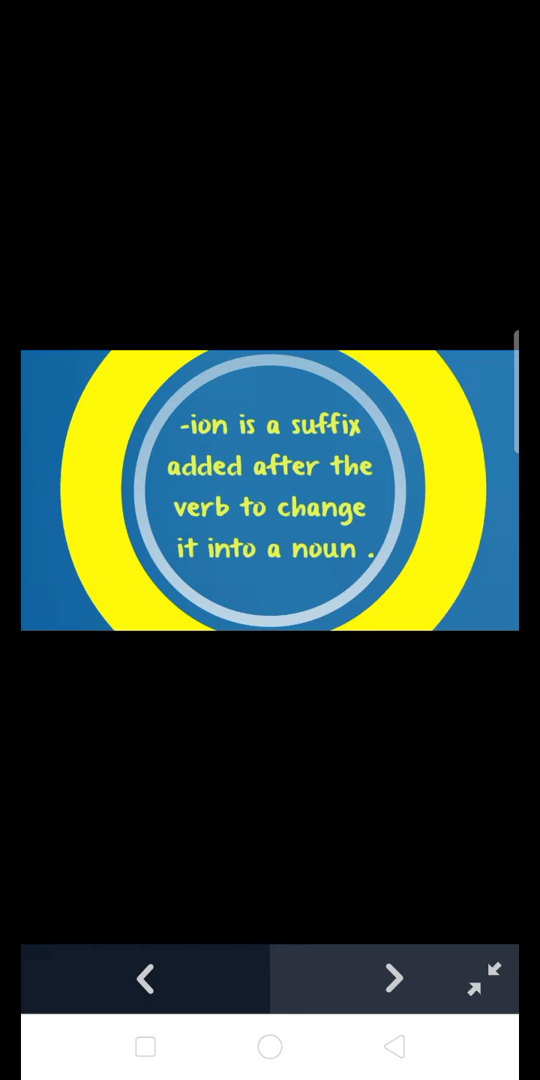 -ion is a suffix
added after the
verb to change
it into a noun .